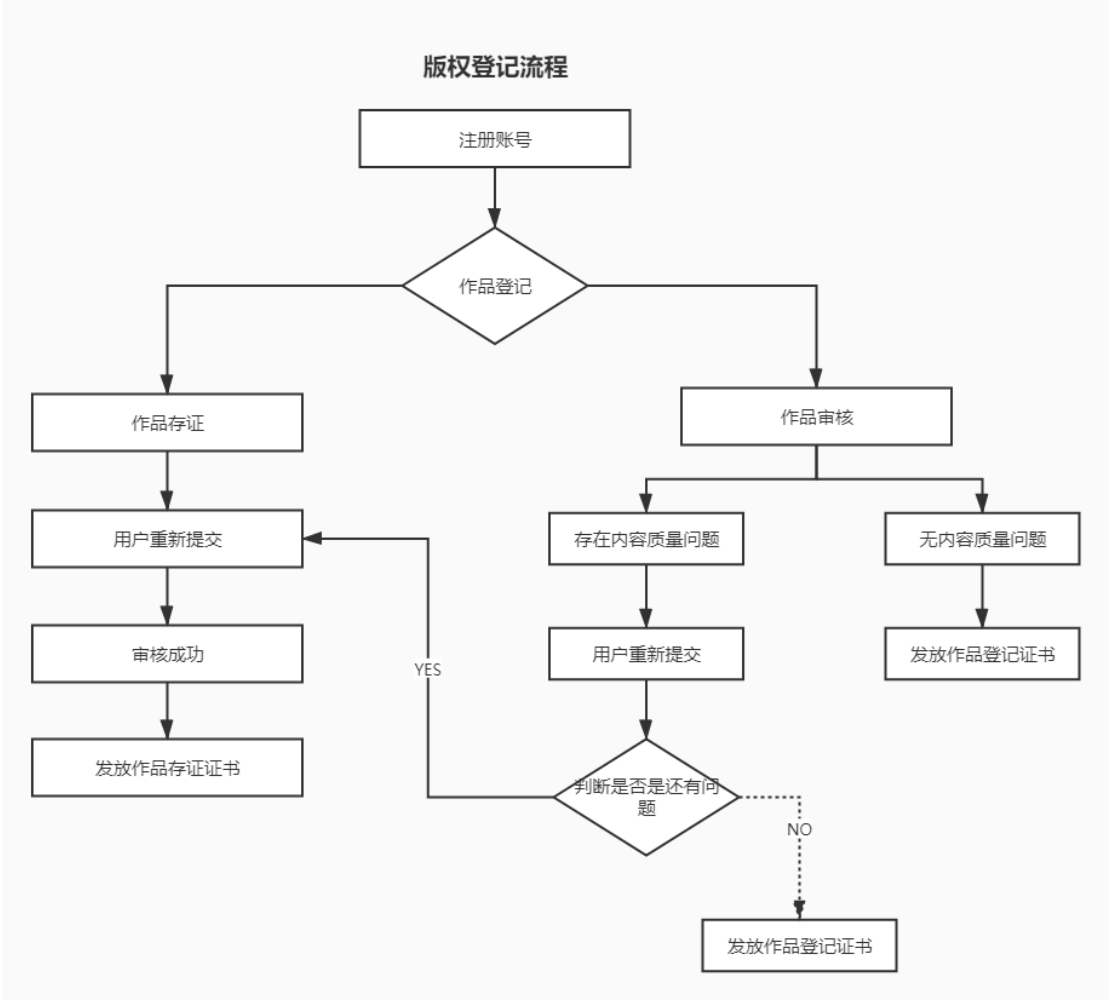 版权登记流程
注册账号
作品登记
作品存证
作品审核
用户重新提交
存在内容质量问题
无内容质量问题
审核成功
YES
用户重新提交
发放作品登记证书
发放作品存证证书
判断是否是还有问
题
NO
发放作品登记证书